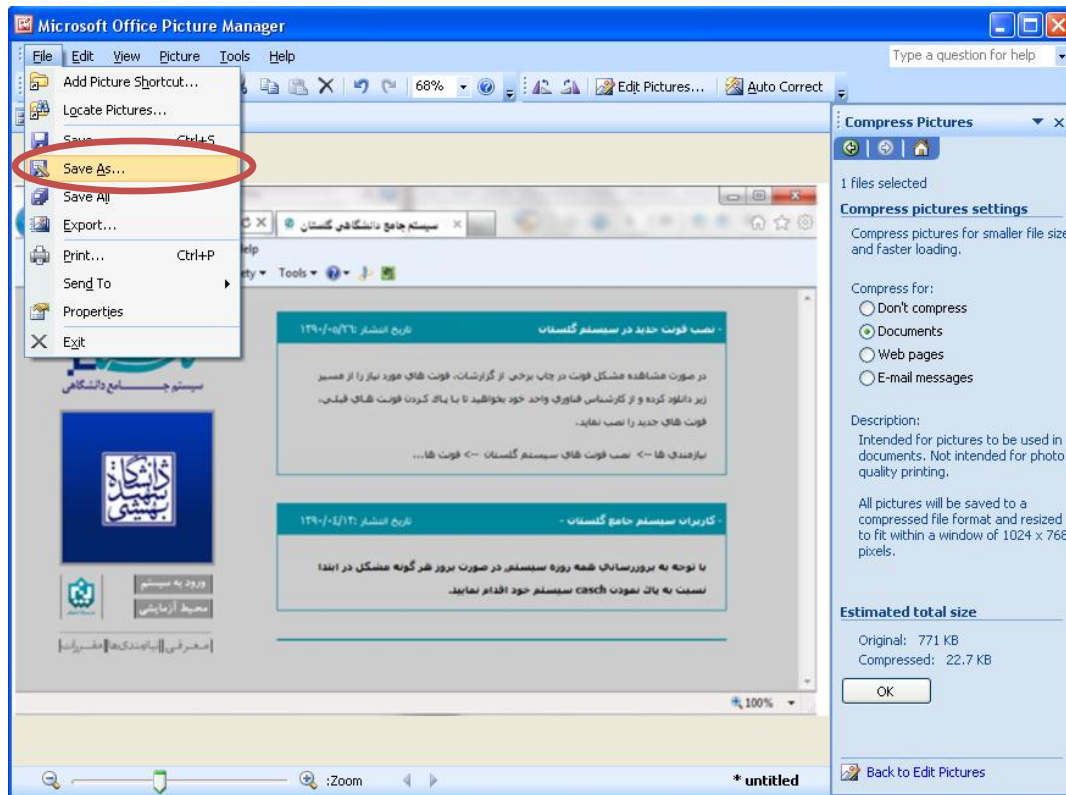 Microsoft Office Picture Manager
File Edit View Picture Tools Help
Type a question for help
68%
Edit Pictures...
Auto Correct
Add Picture Shortcut...
Locate Pictures...
Save Ctrl+S
Save As...
Save All
Export...
Print... Ctrl+P
Send To
Properties
Exit
سیستم جامع دانشگاهی گلستان
Tools
- نصب فونت جدید در سیستم گلستان
تاریخ انتشار :۱۳۹۰/۰۵/۲۶
در صورت مشاهده مشکل فونت در چاپ برخی از گزارشات، فونت های مورد نیاز را از مسیر
زیر دانلود کرده و از کارشناس فناوری واحد خود بخواهید تا با پاک کردن فونت های قبلی،
فونت های جدید را نصب نماید.
نیازمندی ها --> نصب فونت های سیستم گلستان --> فونت ها...
- کاربران سیستم جامع گلستان -
تاریخ انتشار :۱۳۹۰/۰۴/۱۳
با توجه به بروزرسانی همه روزه سیستم, در صورت بروز هر گونه مشکل در ابتدا
نسبت به پاک نمودن casch سیستم خود اقدام نمایید.
سیستم جـــــامع دانشگاهی
دانشگاه
شهید
بهشتی
ورود به سیستم
محیط آزمایشی
|معرفی||نیازمندی‌ها||مقررات|
100%
Zoom:
* untitled
Compress Pictures
1 files selected
Compress pictures settings
Compress pictures for smaller file size
and faster loading.
Compress for:
Don't compress
Documents
Web pages
E-mail messages
Description:
Intended for pictures to be used in
documents. Not intended for photo
quality printing.
All pictures will be saved to a
compressed file format and resized
to fit within a window of 1024 x 768
pixels.
Estimated total size
Original: 771 KB
Compressed: 22.7 KB
OK
Back to Edit Pictures